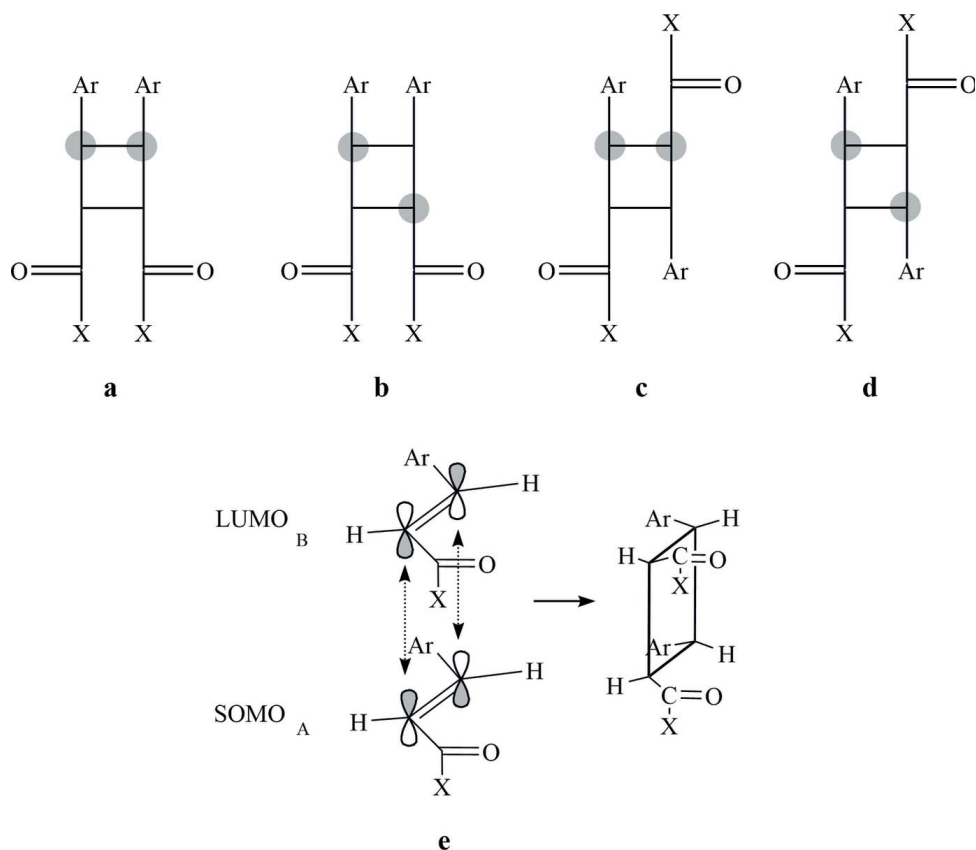 X X
Ar Ar Ar Ar Ar O Ar O
O O O O O Ar O Ar
X X X X X X
a b c d
Ar
H
LUMO B H
O
X
Ar
H
SOMO A H
O
X
Ar H
H C=O
X
Ar H
H C=O
X
e